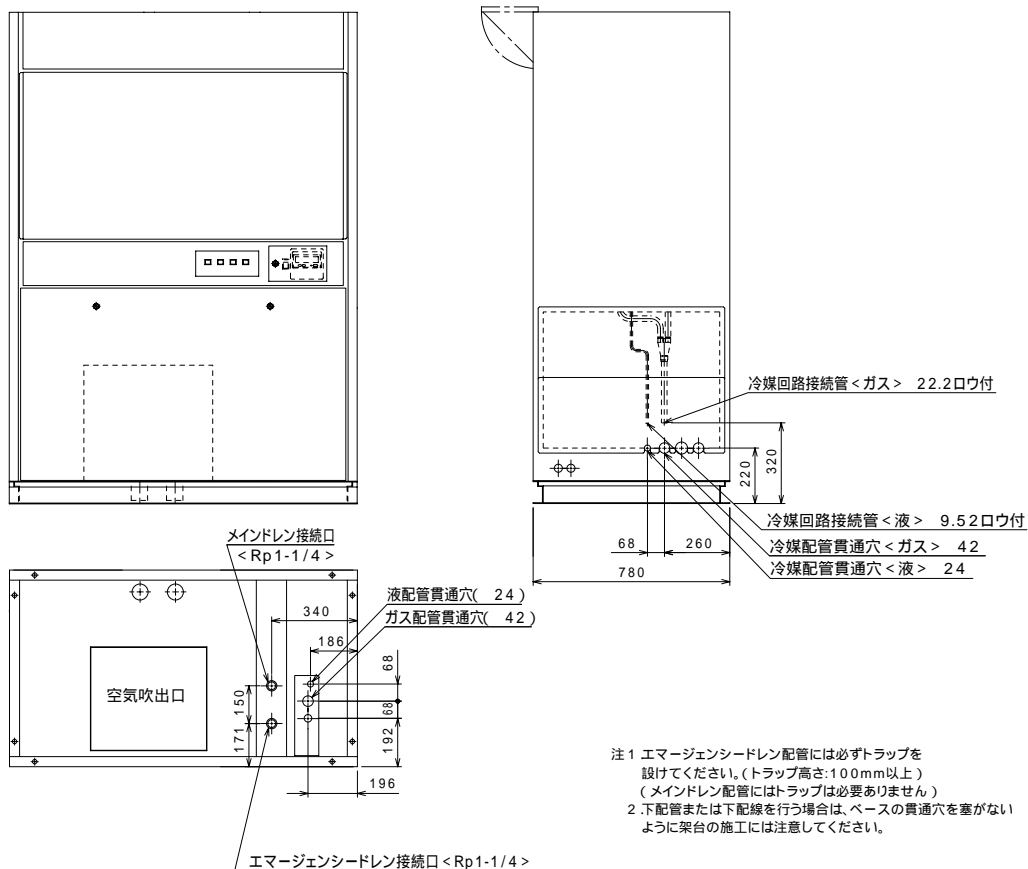 冷媒回路接続管<ガス> 22.2ロウ付
320
220
冷媒回路接続管<液> 9.52ロウ付
68
260
冷媒配管貫通穴<ガス> 42
780
冷媒配管貫通穴<液> 24
メインドレン接続口
<Rp1-1/4>
液配管貫通穴( 24)
340
ガス配管貫通穴( 42)
186
68
空気吹出口
150
68
171
192
196
エマージェンシードレン接続口<Rp1-1/4>
注1 エマージェンシードレン配管には必ずトラップを
設けてください。(トラップ高さ:100mm以上)
(メインドレン配管にはトラップは必要ありません)
2.下配管または下配線を行う場合は、ベースの貫通穴を塞がない
ように架台の施工には注意してください。